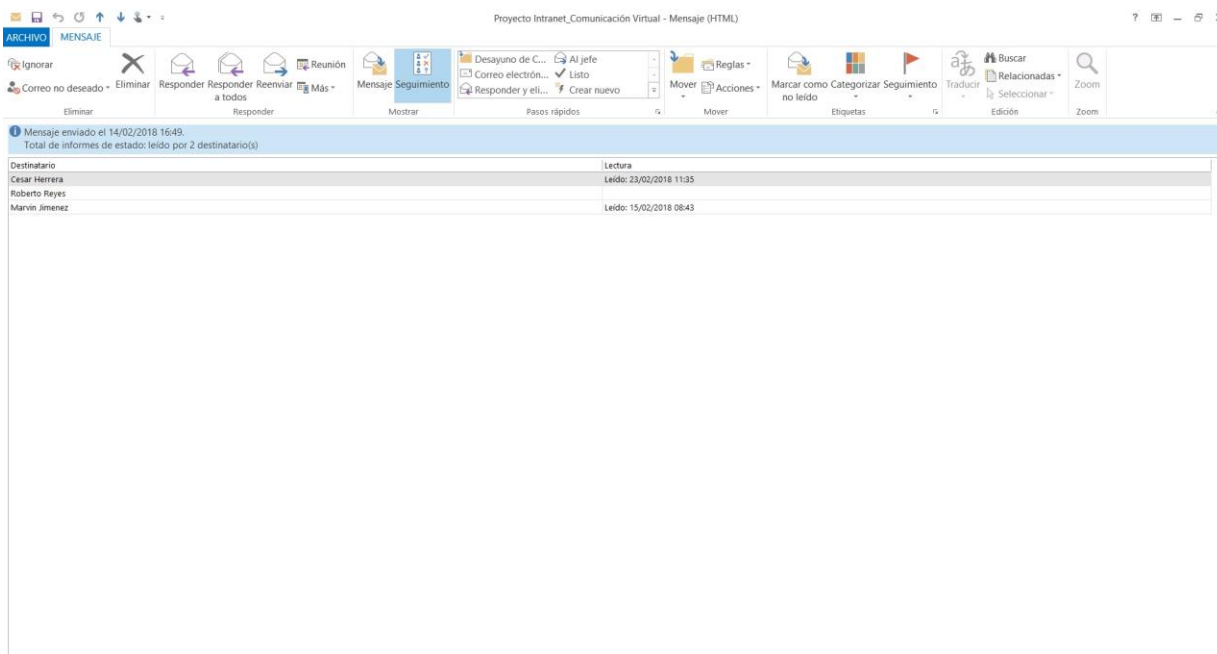 Proyecto Intranet_Comunicación Virtual - Mensaje (HTML)
?
ARCHIVO MENSAJE
Ignorar
Correo no deseado
Eliminar
Responder
Responder a todos
Reenviar
Reunión
Más
Mensaje
Seguimiento
Desayuno de C...
Al jefe
Correo electrón...
Listo
Responder y eli...
Crear nuevo
Mover
Reglas
Acciones
Marcar como no leído
Categorizar
Seguimiento
Traducir
Buscar
Relacionadas
Seleccionar
Zoom
Eliminar
Responder
Mostrar
Pasos rápidos
Mover
Etiquetas
Edición
Zoom
Mensaje enviado el 14/02/2018 16:49.
Total de informes de estado: leído por 2 destinatario(s)
Destinatario Lectura
Cesar Herrera Leído: 23/02/2018 11:35
Roberto Reyes
Marvin Jimenez Leído: 15/02/2018 08:43